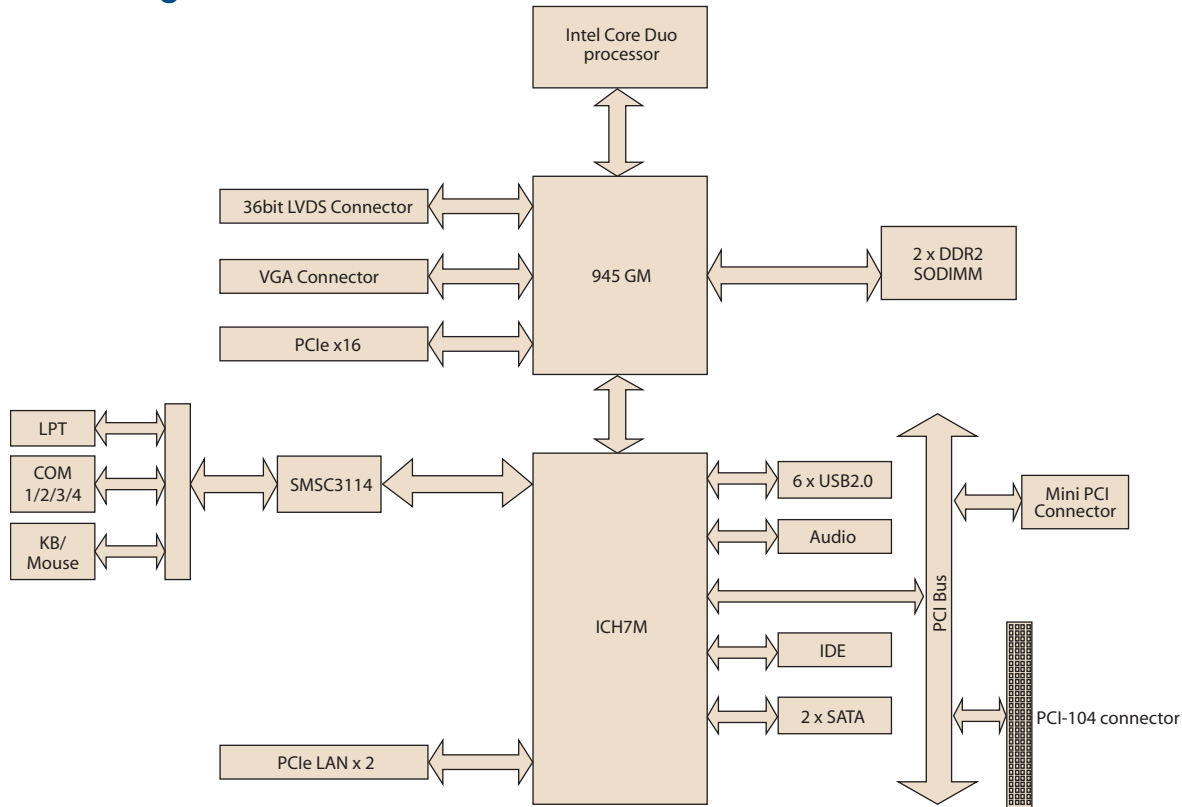 Intel Core Duo
processor
36bit LVDS Connector
VGA Connector
PCIe x16
945 GM
2 x DDR2
SODIMM
LPT
COM
1/2/3/4
KB/
Mouse
SMSC3114
ICH7M
6 x USB2.0
Audio
IDE
2 x SATA
PCI Bus
Mini PCI
Connector
PCI-104 connector
PCIe LAN x 2